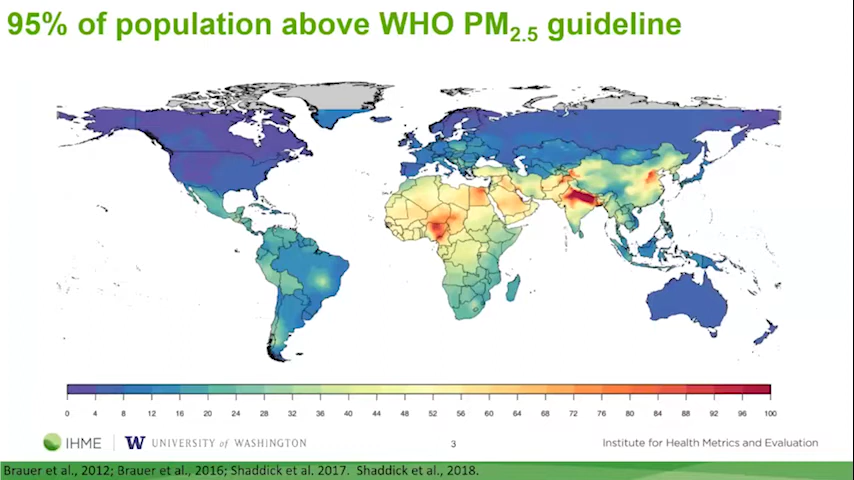 95% of population above WHO PM2.5 guideline
0 4 8 12 16 20 24 28 32 36 40 44 48 52 56 60 64 68 72 76 80 84 88 92 96 100
IHME W UNIVERSITY of WASHINGTON 3 Institute for Health Metrics and Evaluation
Brauer et al., 2012; Brauer et al., 2016; Shaddick et al. 2017. Shaddick et al., 2018.